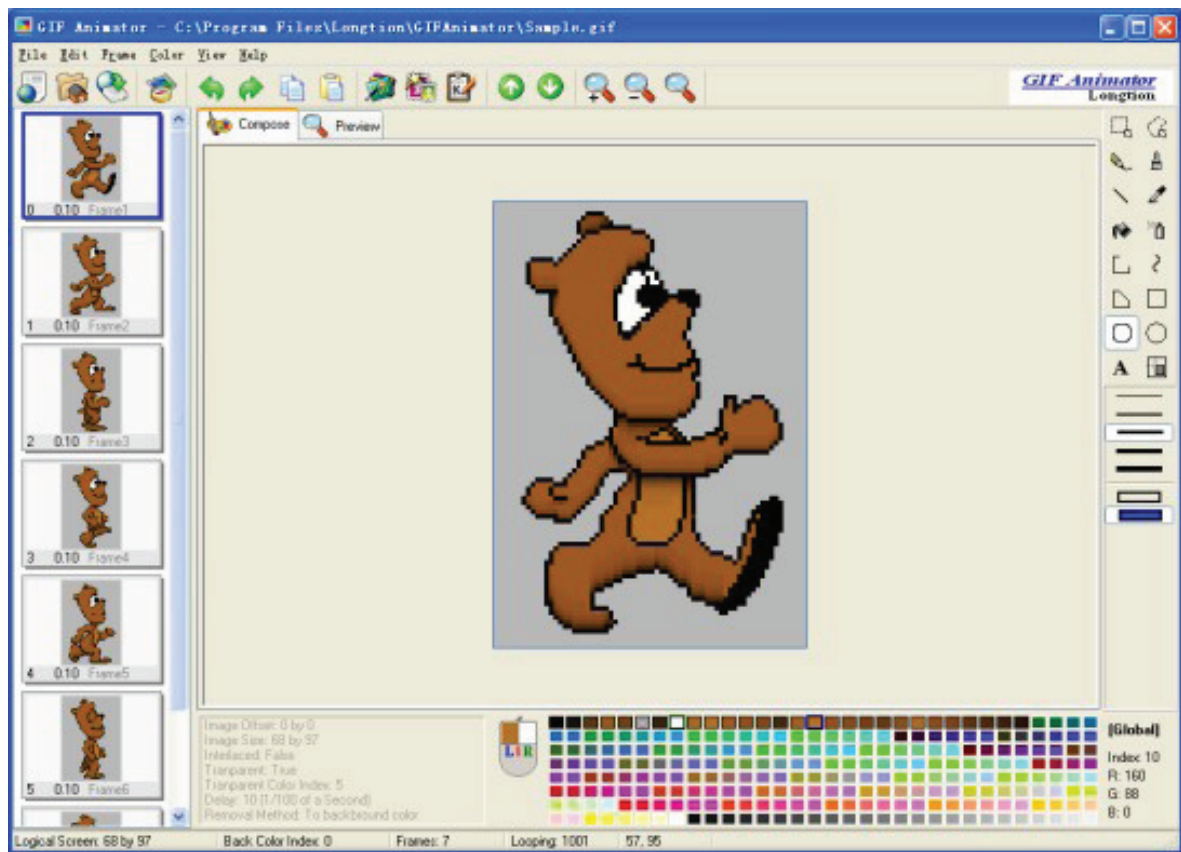 GIF Animator - C:\Program Files\Longtion\GIFAnimator\Sample.gif
File Edit Frame Color View Help
GIF Animator
Longtion
Compose Preview
0 0.10 Frame1
1 0.10 Frame2
2 0.10 Frame3
3 0.10 Frame4
4 0.10 Frame5
5 0.10 Frame6
A
Image Offset: 0 by 0
Image Size: 68 by 97
Interlaced: False
Tranparent: True
Tranparent Color Index: 5
Delay: 10 (1/100 of a Second)
Removal Method: To backbround color
L R
[Global]
Index: 10
R: 160
G: 88
B: 0
Logical Screen: 68 by 97 Back Color Index: 0 Frames: 7 Looping: 1001 57, 95